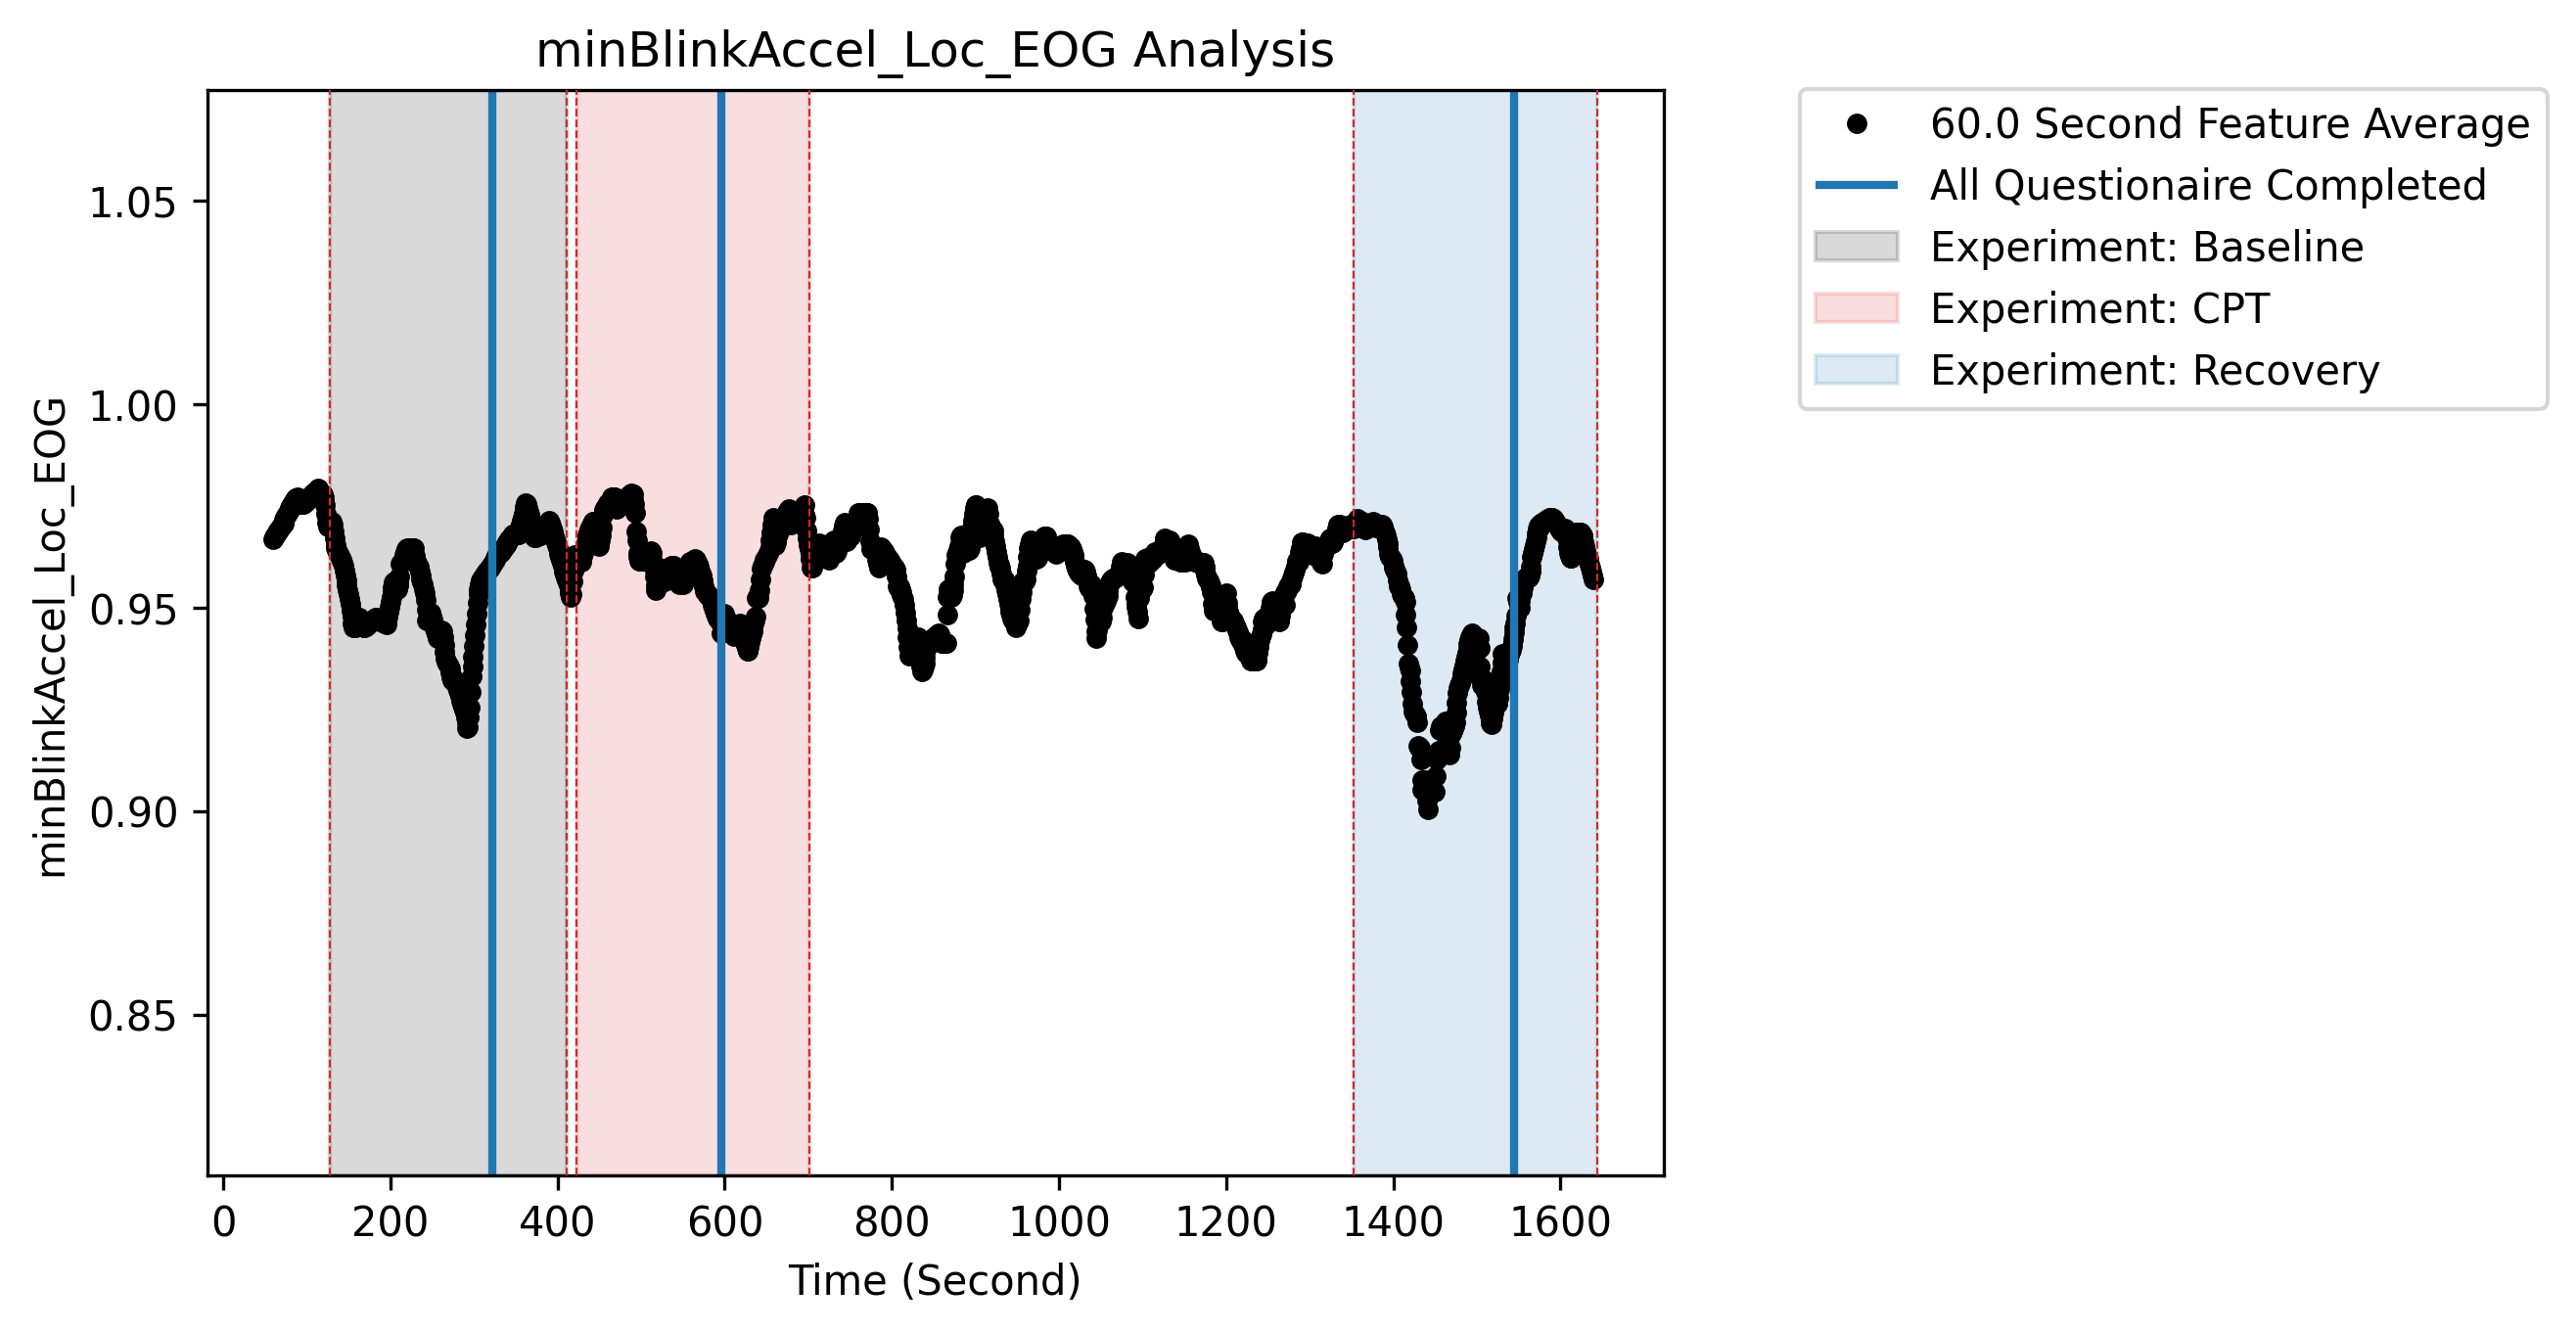 minBlinkAccel_Loc_EOG Analysis
minBlinkAccel_Loc_EOG
1.05
1.00
0.95
0.90
0.85
0 200 400 600 800 1000 1200 1400 1600
Time (Second)
60.0 Second Feature Average
All Questionaire Completed
Experiment: Baseline
Experiment: CPT
Experiment: Recovery